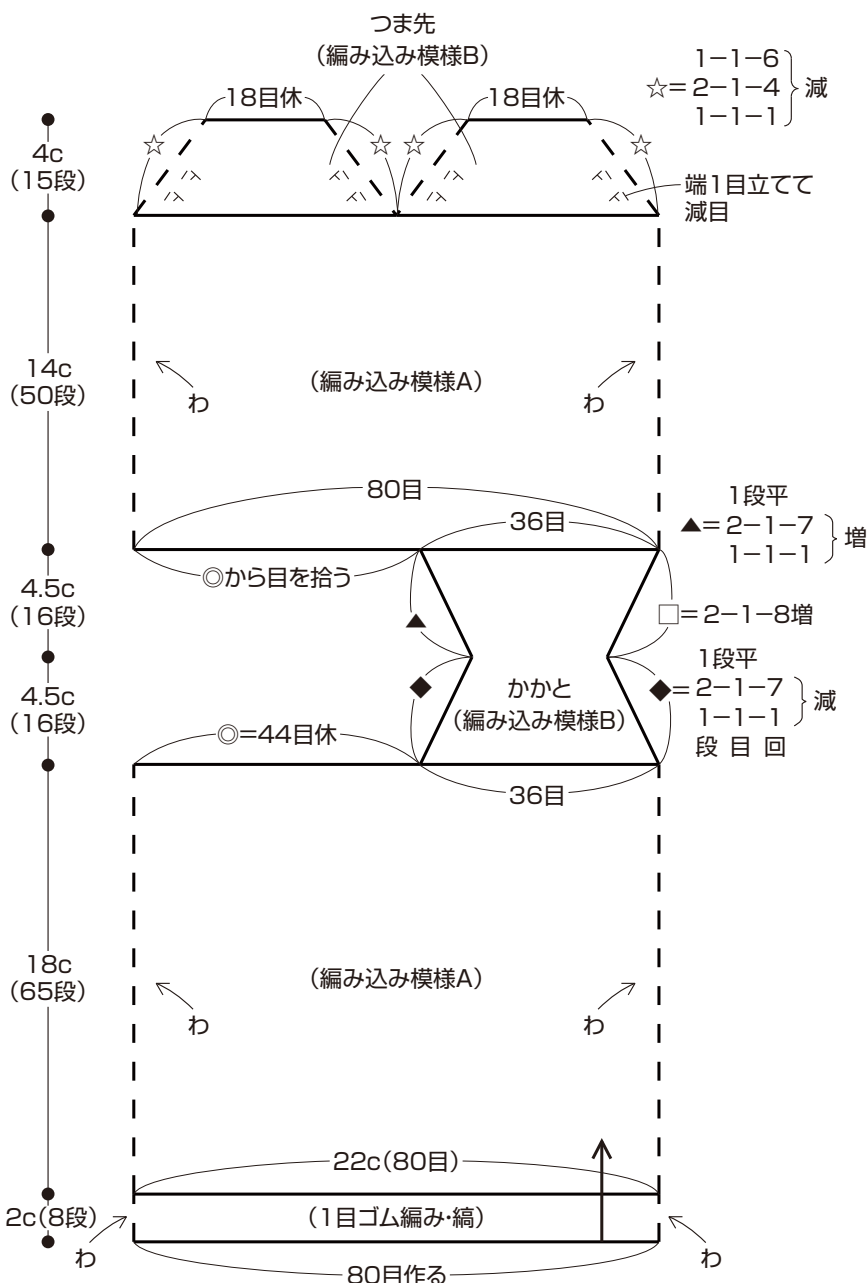 つま先
(編み込み模様B)
18目休
18目休
1−1−6
☆=2−1−4 減
1−1−1
☆
☆
☆
☆
4c
(15段)
端1目立てて
減目
14c
(50段)
(編み込み模様A)
わ
わ
80目
36目
1段平
▲=2−1−7 増
1−1−1
◎から目を拾う
4.5c
(16段)
□=2−1−8増
かかと
(編み込み模様B)
1段平
◆=2−1−7 減
1−1−1
段 目 回
4.5c
(16段)
◎=44目休
36目
18c
(65段)
(編み込み模様A)
わ
わ
22c(80目)
2c(8段)
(1目ゴム編み・縞)
わ
わ
80目作る